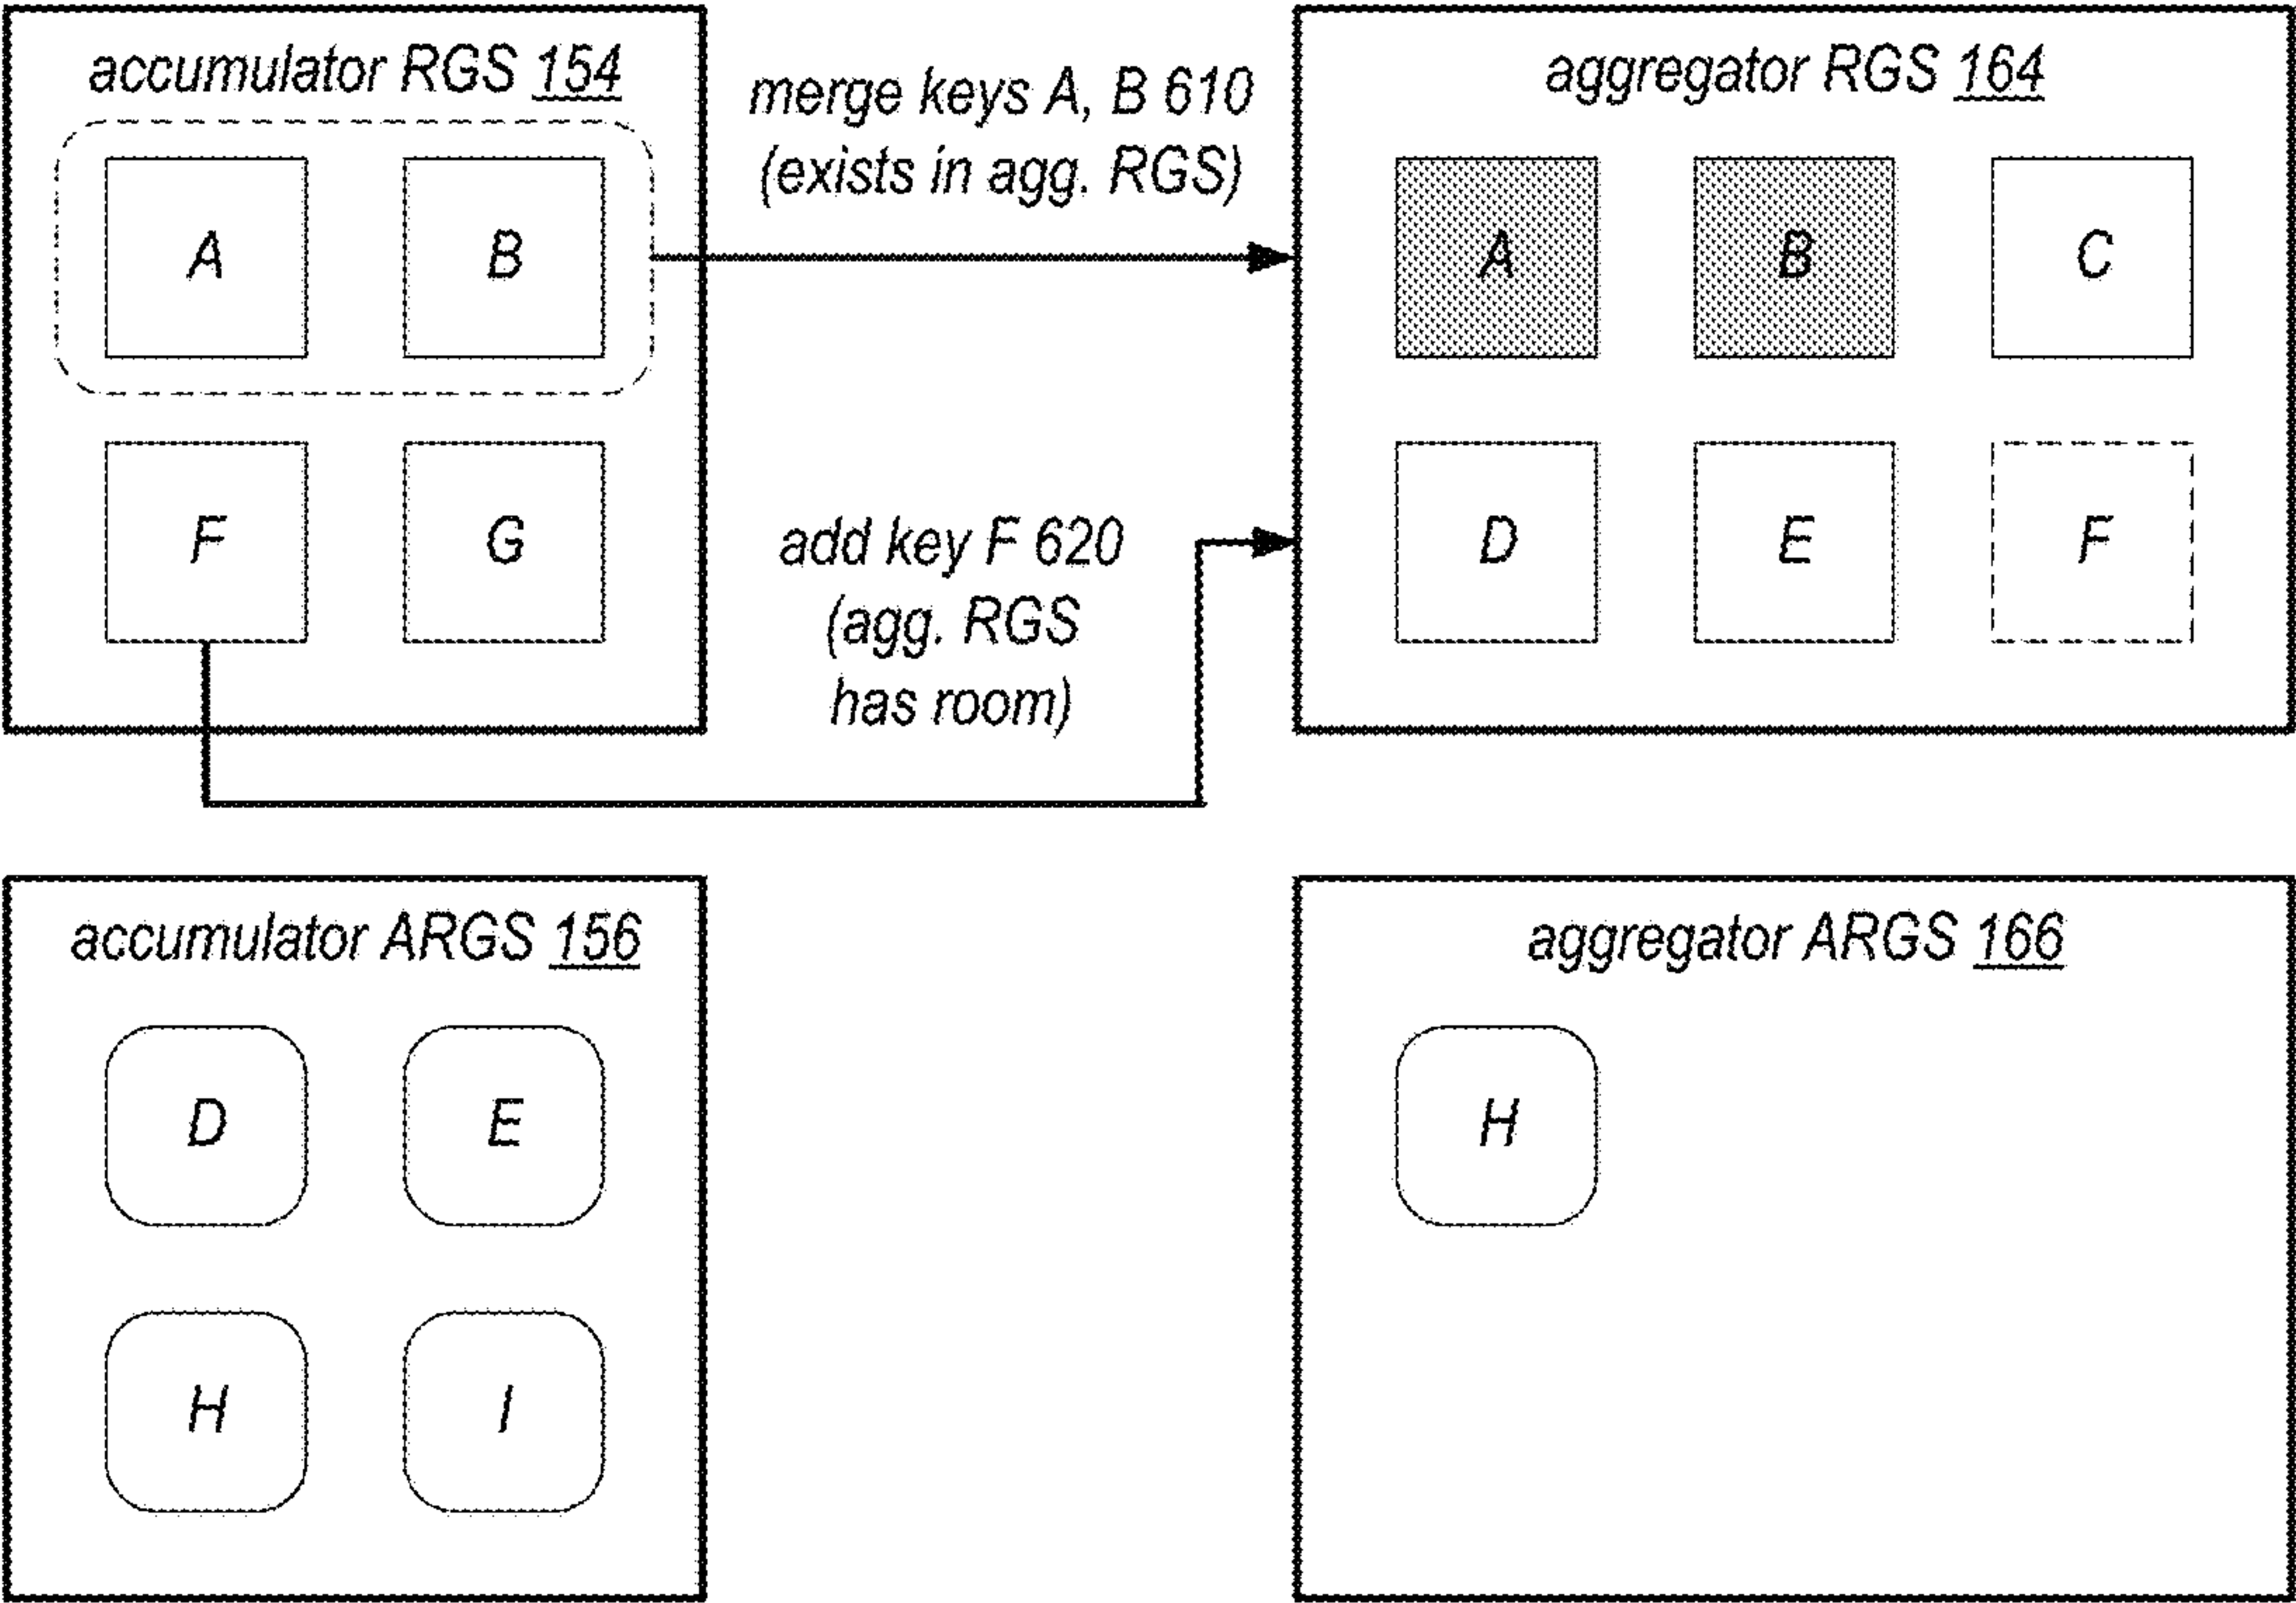 accumulator RGS 154
A B
F G
merge keys A, B 610
(exists in agg. RGS)
add key F 620
(agg. RGS
has room)
aggregator RGS 164
A B C
D E F
accumulator ARGS 156
D E
H I
aggregator ARGS 166
H